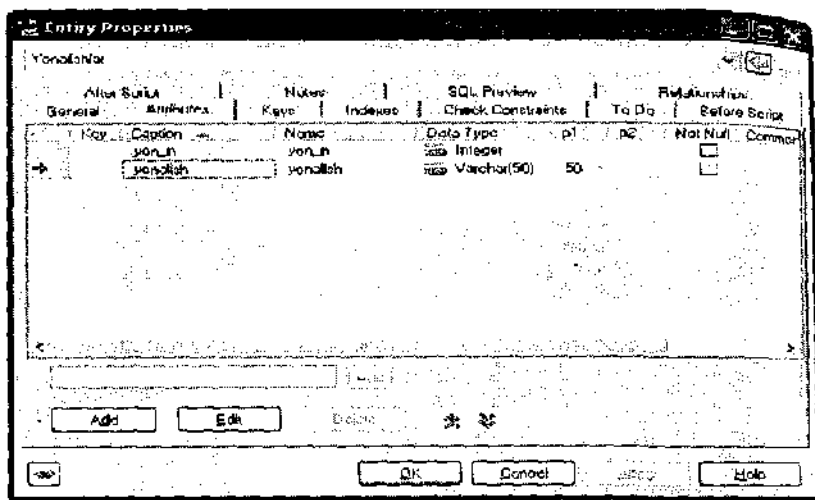 Entity Properties
Yonalishlar
After Script Notes SQL Preview Relationships
General Attributes Keys Indexes Check Constraints To Do Before Script
Key Caption Name Data Type p1 p2 Not Null Commen
yon_n yon_n Integer
yonalish yonalish Varchar(50) 50
Add Edit Delete
OK Cancel Apply Help